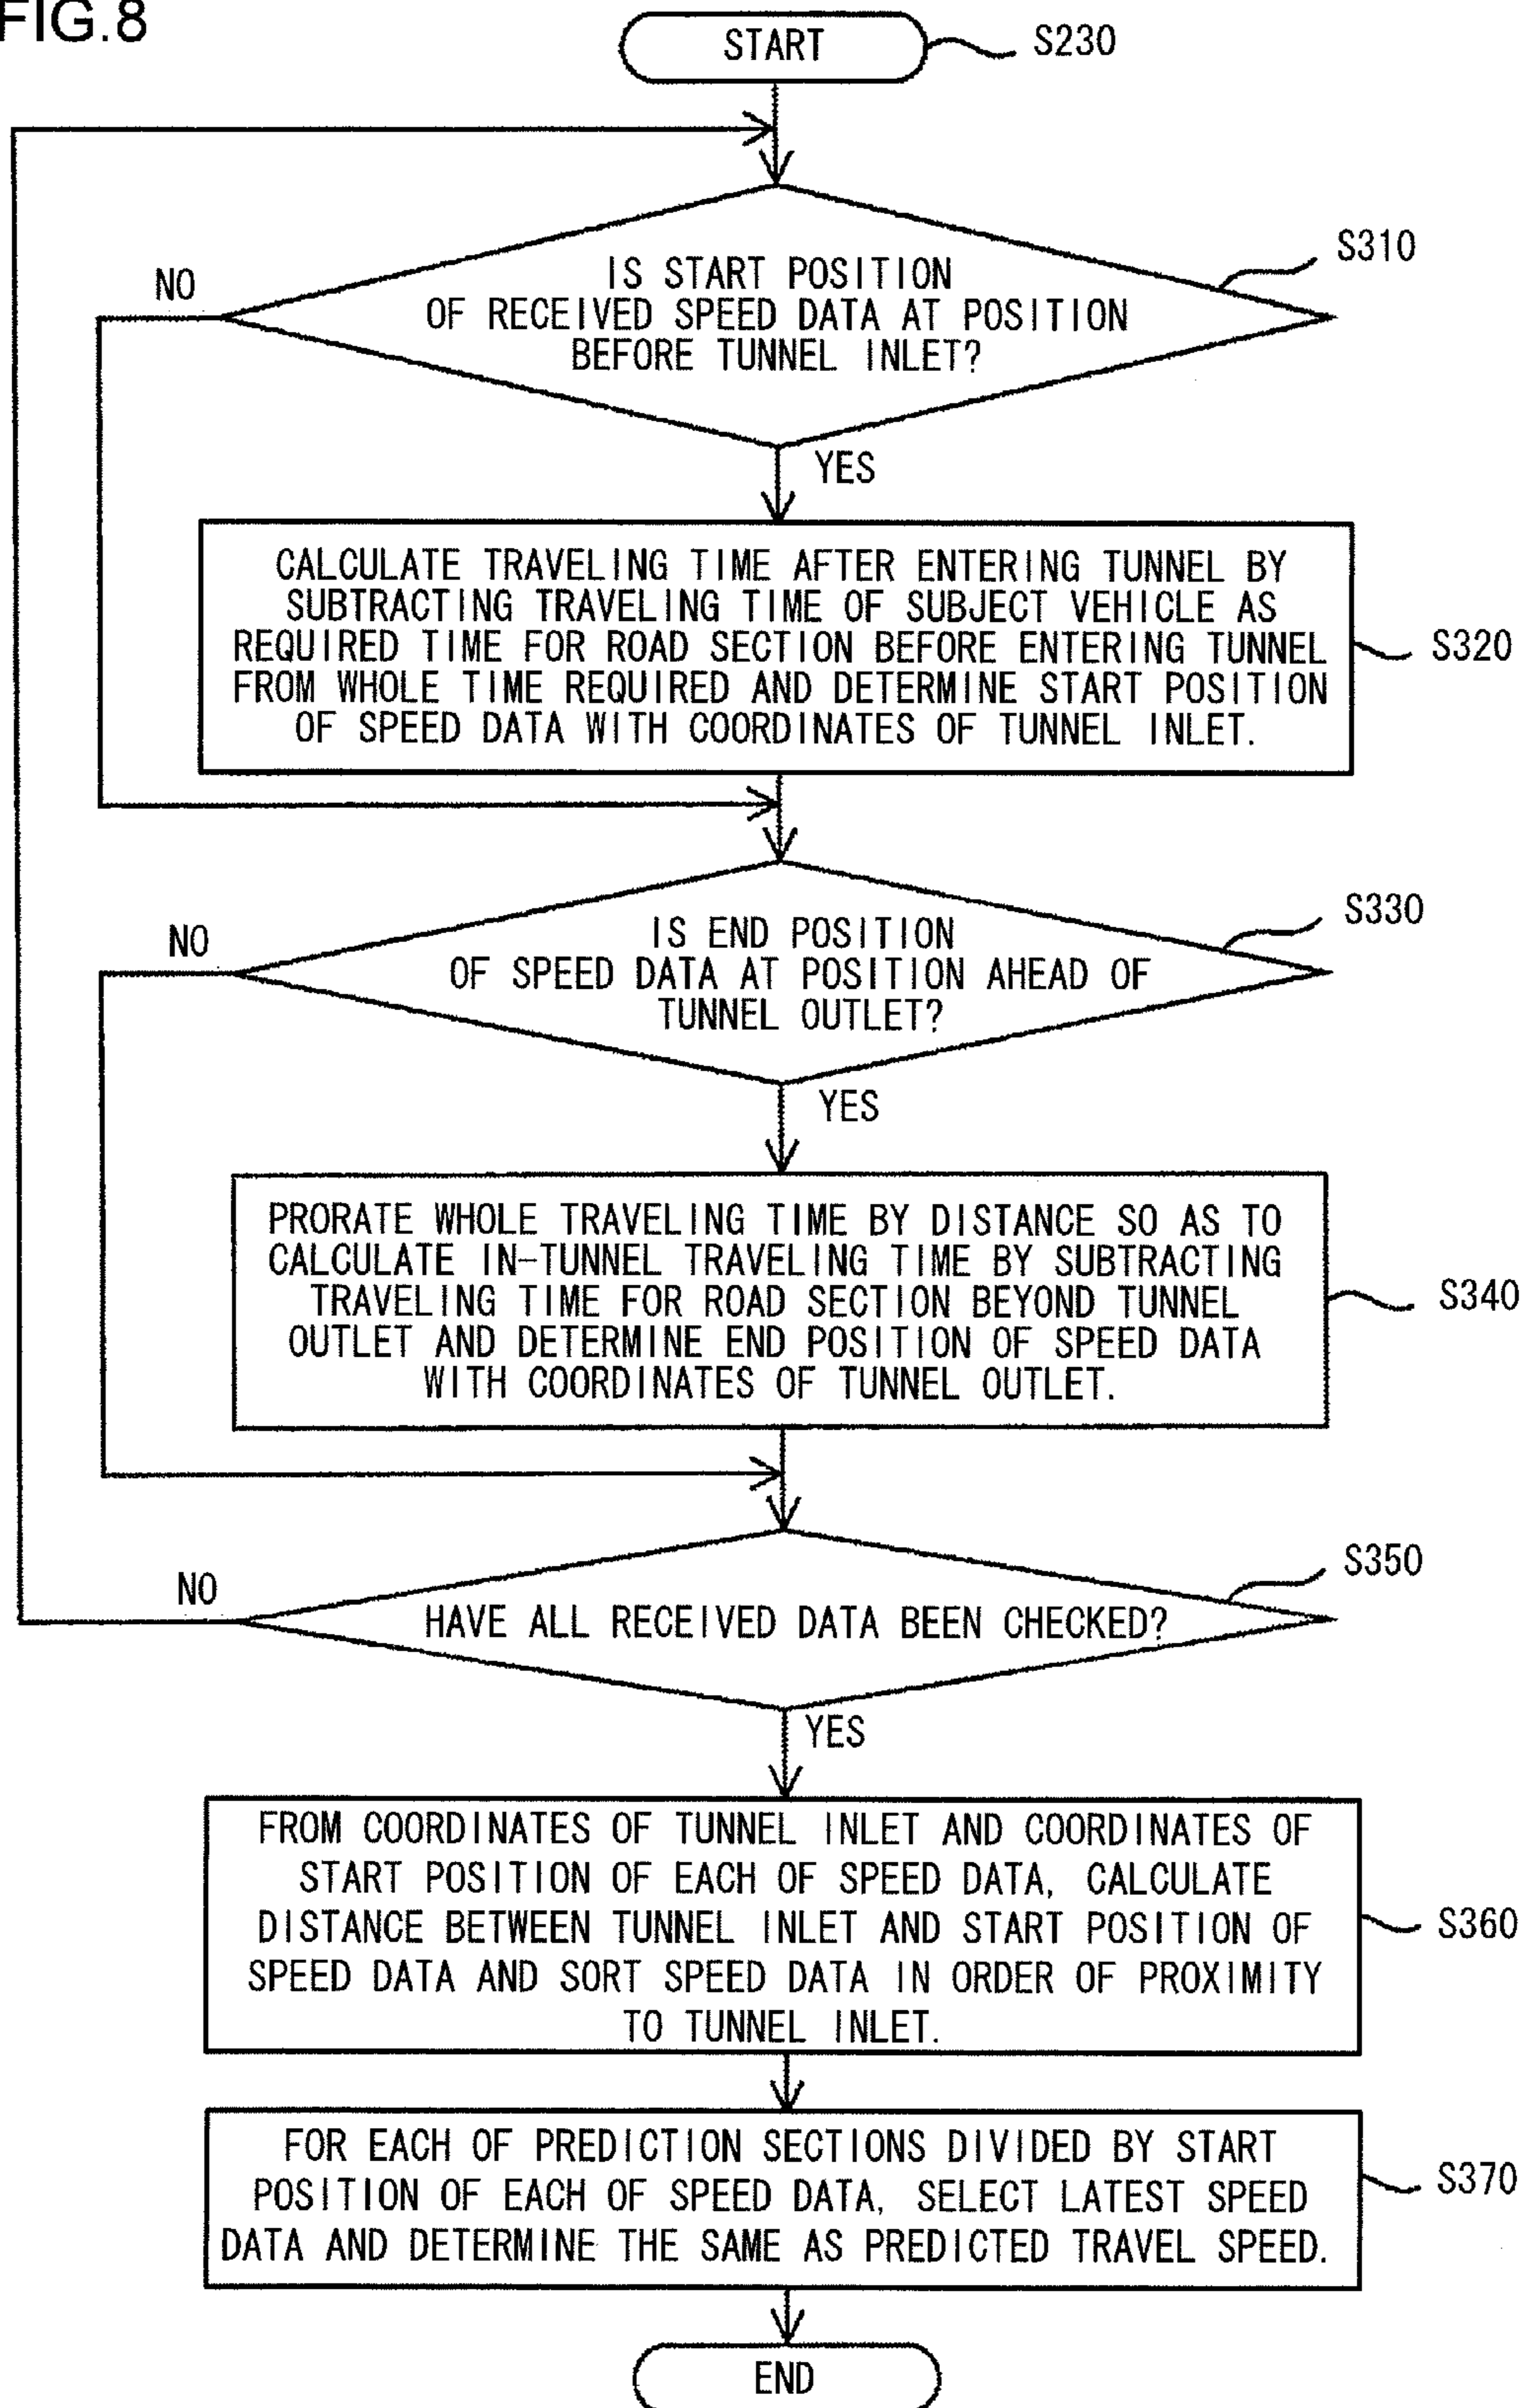 FIG.8
START
S230
S310
NO
IS START POSITION
OF RECEIVED SPEED DATA AT POSITION
BEFORE TUNNEL INLET?
YES
CALCULATE TRAVELING TIME AFTER ENTERING TUNNEL BY
SUBTRACTING TRAVELING TIME OF SUBJECT VEHICLE AS
REQUIRED TIME FOR ROAD SECTION BEFORE ENTERING TUNNEL
FROM WHOLE TIME REQUIRED AND DETERMINE START POSITION
OF SPEED DATA WITH COORDINATES OF TUNNEL INLET.
S320
S330
NO
IS END POSITION
OF SPEED DATA AT POSITION AHEAD OF
TUNNEL OUTLET?
YES
PRORATE WHOLE TRAVELING TIME BY DISTANCE SO AS TO
CALCULATE IN-TUNNEL TRAVELING TIME BY SUBTRACTING
TRAVELING TIME FOR ROAD SECTION BEYOND TUNNEL
OUTLET AND DETERMINE END POSITION OF SPEED DATA
WITH COORDINATES OF TUNNEL OUTLET.
S340
S350
NO
HAVE ALL RECEIVED DATA BEEN CHECKED?
YES
FROM COORDINATES OF TUNNEL INLET AND COORDINATES OF
START POSITION OF EACH OF SPEED DATA, CALCULATE
DISTANCE BETWEEN TUNNEL INLET AND START POSITION OF
SPEED DATA AND SORT SPEED DATA IN ORDER OF PROXIMITY
TO TUNNEL INLET.
S360
FOR EACH OF PREDICTION SECTIONS DIVIDED BY START
POSITION OF EACH OF SPEED DATA, SELECT LATEST SPEED
DATA AND DETERMINE THE SAME AS PREDICTED TRAVEL SPEED.
S370
END